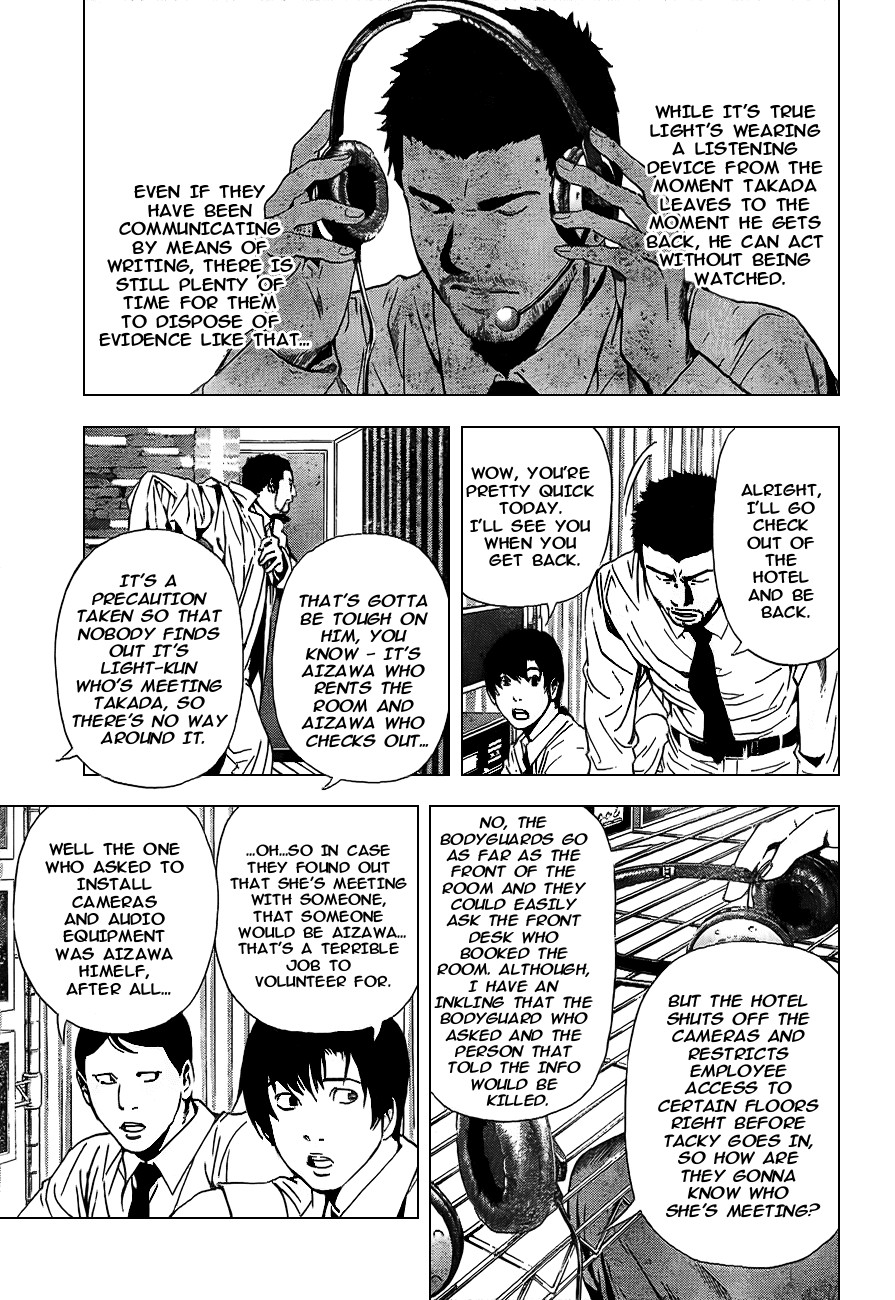 WHILE IT'S TRUE
LIGHT'S WEARING
A LISTENING
DEVICE FROM THE
MOMENT TAKADA
LEAVES TO THE
MOMENT HE GETS
BACK, HE CAN ACT
WITHOUT BEING
WATCHED.
EVEN IF THEY
HAVE BEEN
COMMUNICATING
BY MEANS OF
WRITING, THERE IS
STILL PLENTY OF
TIME FOR THEM
TO DISPOSE OF
EVIDENCE LIKE THAT...
ALRIGHT,
I'LL GO
CHECK
OUT OF
THE
HOTEL
AND BE
BACK.
WOW, YOU'RE
PRETTY QUICK
TODAY.
I'LL SEE YOU
WHEN YOU
GET BACK.
THAT'S GOTTA
BE TOUGH ON
HIM, YOU
KNOW - IT'S
AIZAWA WHO
RENTS THE
ROOM AND
AIZAWA WHO
CHECKS OUT...
IT'S A
PRECAUTION
TAKEN SO THAT
NOBODY FINDS
OUT IT'S
LIGHT-KUN
WHO'S MEETING
TAKADA, SO
THERE'S NO WAY
AROUND IT.
BUT THE HOTEL
SHUTS OFF THE
CAMERAS AND
RESTRICTS
EMPLOYEE
ACCESS TO
CERTAIN FLOORS
RIGHT BEFORE
TACKY GOES IN,
SO HOW ARE
THEY GONNA
KNOW WHO
SHE'S MEETING?
NO, THE
BODYGUARDS GO
AS FAR AS THE
FRONT OF THE
ROOM AND THEY
COULD EASILY
ASK THE FRONT
DESK WHO
BOOKED THE
ROOM. ALTHOUGH,
I HAVE AN
INKLING THAT THE
BODYGUARD WHO
ASKED AND THE
PERSON THAT
TOLD THE INFO
WOULD BE
KILLED.
...OH...SO IN CASE
THEY FOUND OUT
THAT SHE'S MEETING
WITH SOMEONE,
THAT SOMEONE
WOULD BE AIZAWA...
THAT'S A TERRIBLE
JOB TO
VOLUNTEER FOR.
WELL THE ONE
WHO ASKED TO
INSTALL
CAMERAS
AND AUDIO
EQUIPMENT
WAS AIZAWA
HIMELF,
AFTER ALL...